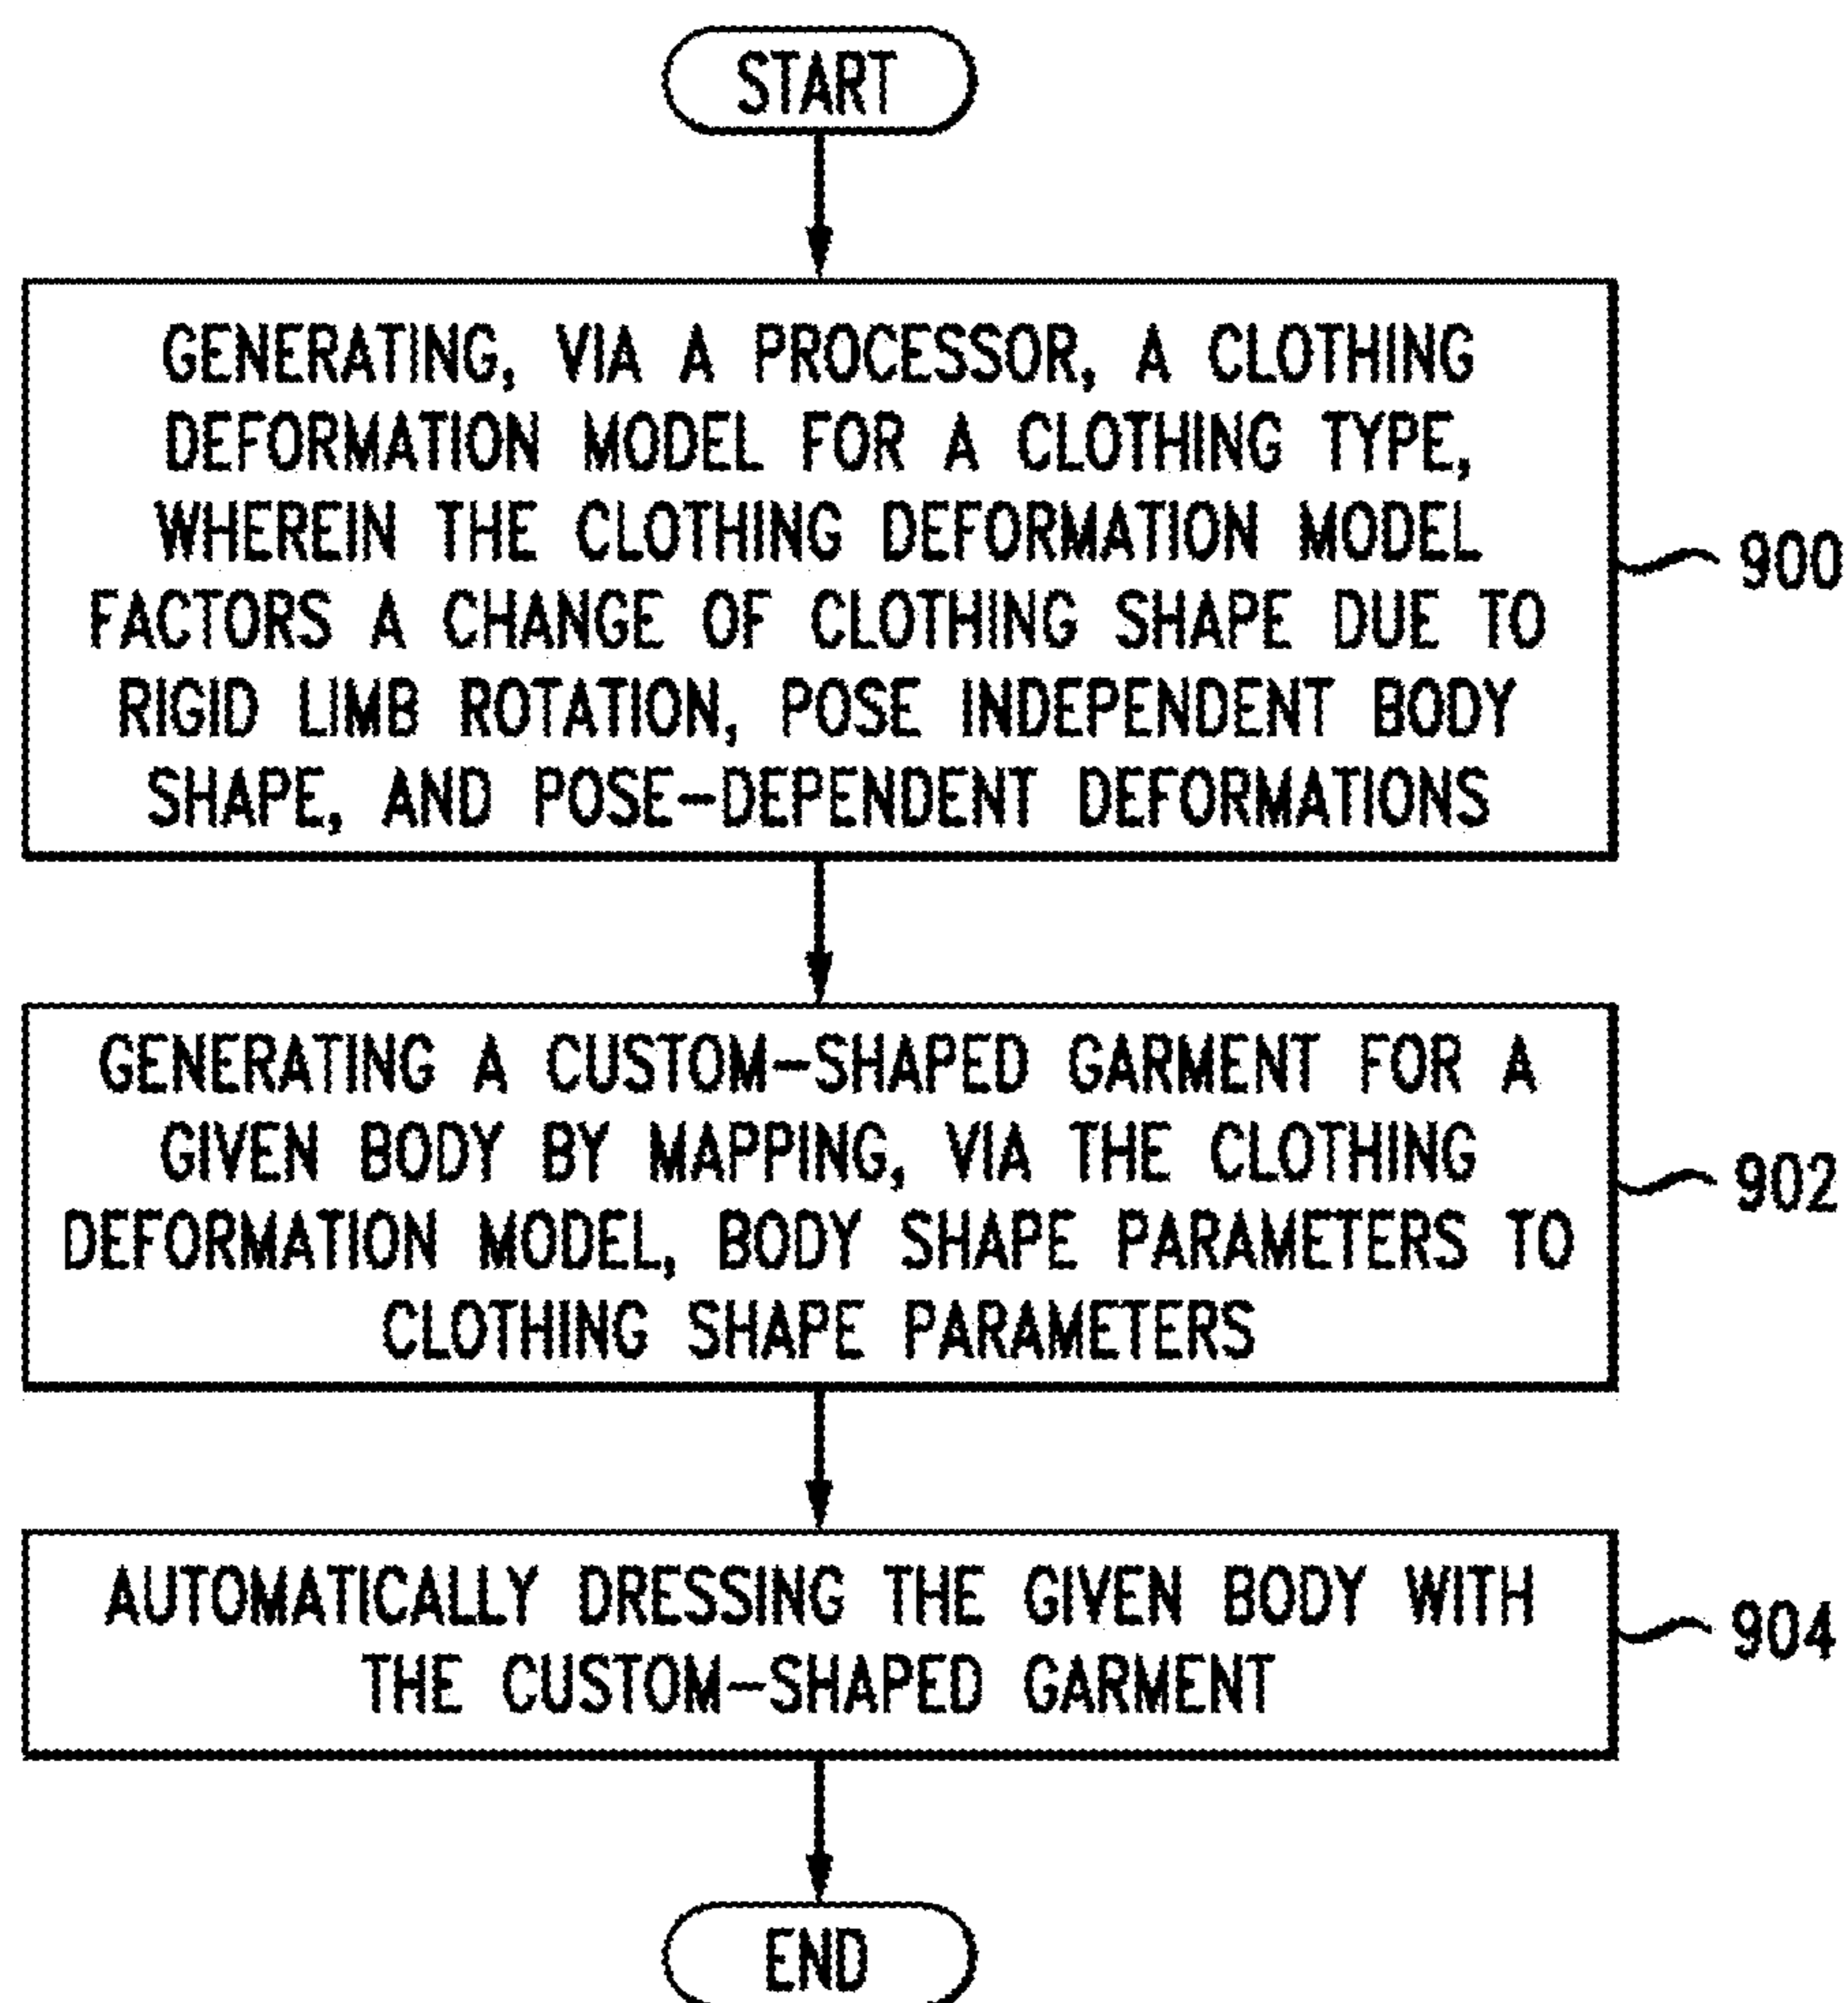 START
GENERATING, VIA A PROCESSOR, A CLOTHING
DEFORMATION MODEL FOR A CLOTHING TYPE,
WHEREIN THE CLOTHING DEFORMATION MODEL
FACTORS A CHANGE OF CLOTHING SHAPE DUE TO
RIGID LIMB ROTATION, POSE INDEPENDENT BODY
SHAPE, AND POSE-DEPENDENT DEFORMATIONS
900
GENERATING A CUSTOM-SHAPED GARMENT FOR A
GIVEN BODY BY MAPPING, VIA THE CLOTHING
DEFORMATION MODEL, BODY SHAPE PARAMETERS TO
CLOTHING SHAPE PARAMETERS
902
AUTOMATICALLY DRESSING THE GIVEN BODY WITH
THE CUSTOM-SHAPED GARMENT
904
END